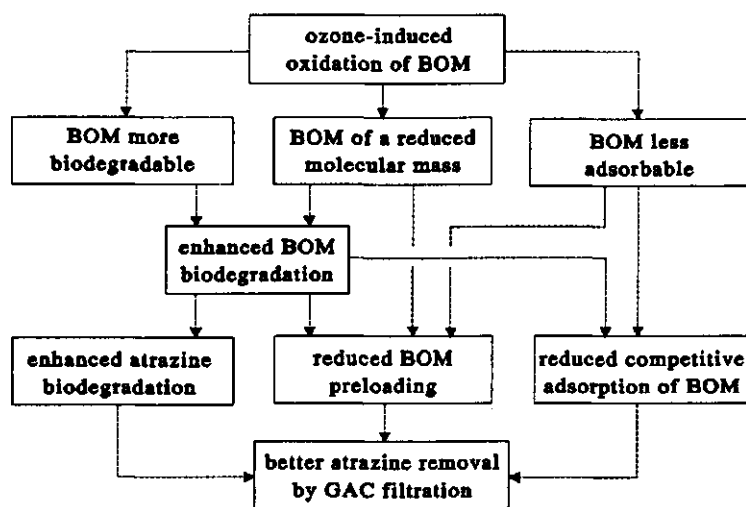 ozone-induced
oxidation of BOM
BOM more
biodegradable
BOM of a reduced
molecular mass
BOM less
adsorbable
enhanced BOM
biodegradation
enhanced atrazine
biodegradation
reduced BOM
preloading
reduced competitive
adsorption of BOM
better atrazine removal
by GAC filtration